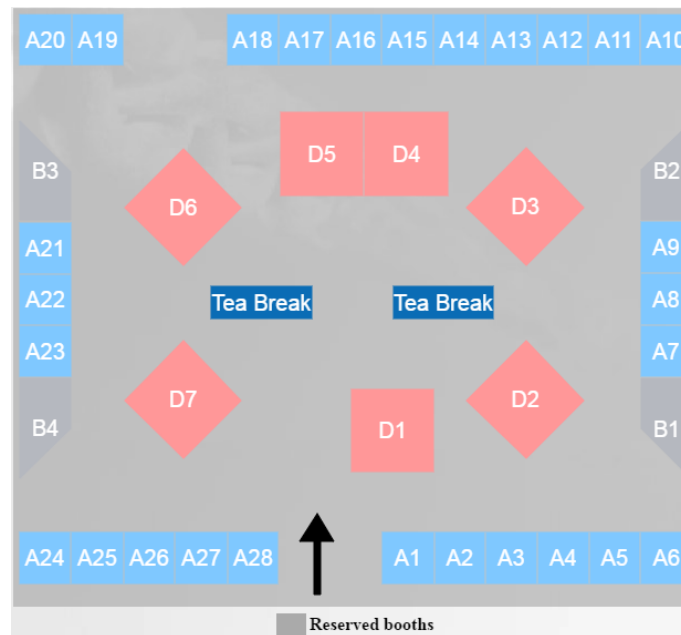 A20 A19 A18 A17 A16 A15 A14 A13 A12 A11 A10
D5 D4
B3 B2
D6 D3
A21 A9
A22 Tea Break Tea Break A8
A23 A7
D7 D2
B4 D1 B1
A24 A25 A26 A27 A28 A1 A2 A3 A4 A5 A6
Reserved booths